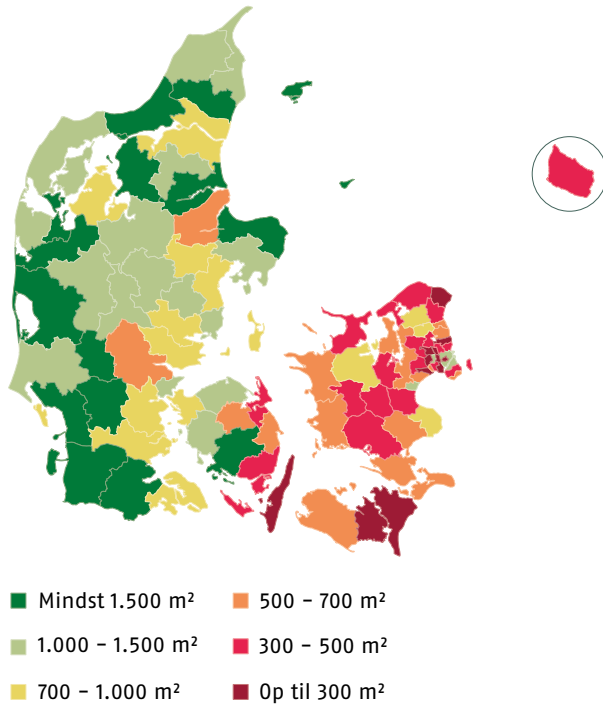 Mindst 1.500 m²
1.000 – 1.500 m²
700 – 1.000 m²
500 – 700 m²
300 – 500 m²
Op til 300 m²